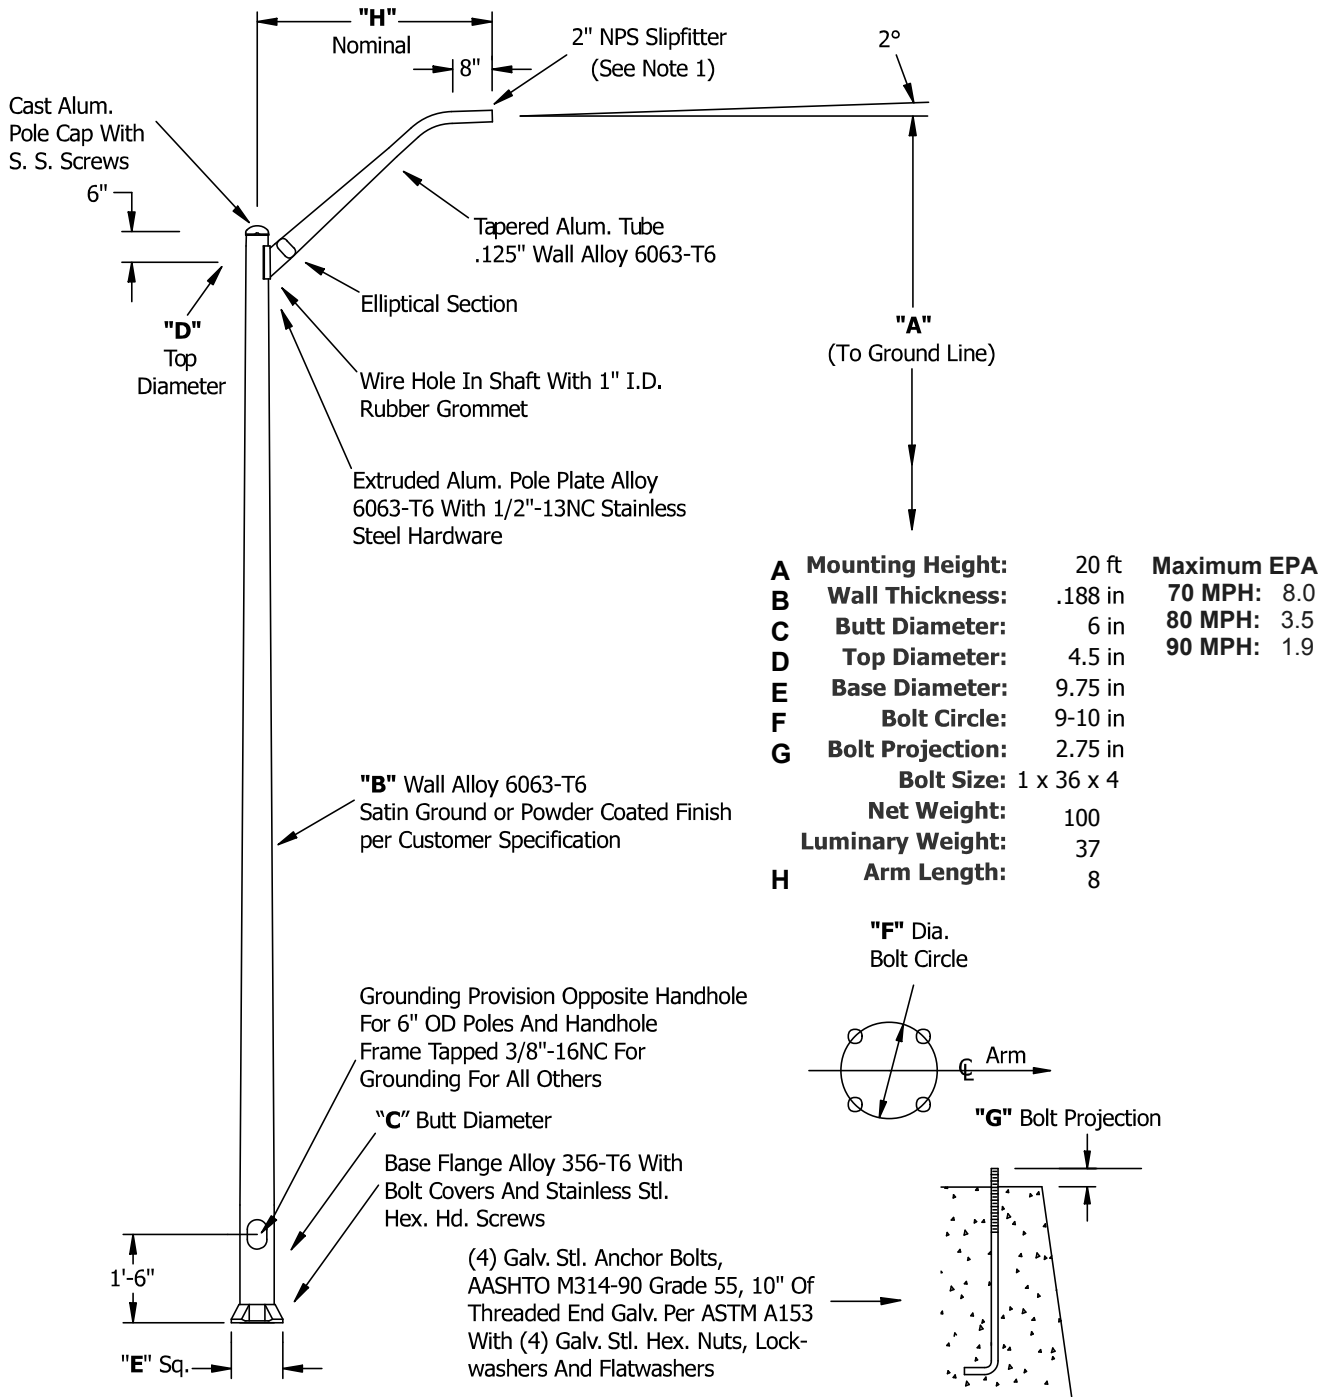 "H"
Nominal
8"
2" NPS Slipfitter
(See Note 1)
2°
Cast Alum.
Pole Cap With
S. S. Screws
6"
Tapered Alum. Tube
.125" Wall Alloy 6063-T6
Elliptical Section
"D"
Top
Diameter
"A"
(To Ground Line)
Wire Hole In Shaft With 1" I.D.
Rubber Grommet
Extruded Alum. Pole Plate Alloy
6063-T6 With 1/2"-13NC Stainless
Steel Hardware
A Mounting Height: 20 ft
B Wall Thickness: .188 in
C Butt Diameter: 6 in
D Top Diameter: 4.5 in
E Base Diameter: 9.75 in
F Bolt Circle: 9-10 in
G Bolt Projection: 2.75 in
Bolt Size: 1 x 36 x 4
Net Weight: 100
Luminary Weight: 37
H Arm Length: 8
Maximum EPA
70 MPH: 8.0
80 MPH: 3.5
90 MPH: 1.9
"B" Wall Alloy 6063-T6
Satin Ground or Powder Coated Finish
per Customer Specification
"F" Dia.
Bolt Circle
CL Arm
Grounding Provision Opposite Handhole
For 6" OD Poles And Handhole
Frame Tapped 3/8"-16NC For
Grounding For All Others
“C” Butt Diameter
"G" Bolt Projection
Base Flange Alloy 356-T6 With
Bolt Covers And Stainless Stl.
Hex. Hd. Screws
1'-6"
"E" Sq.
(4) Galv. Stl. Anchor Bolts,
AASHTO M314-90 Grade 55, 10" Of
Threaded End Galv. Per ASTM A153
With (4) Galv. Stl. Hex. Nuts, Lock-
washers And Flatwashers